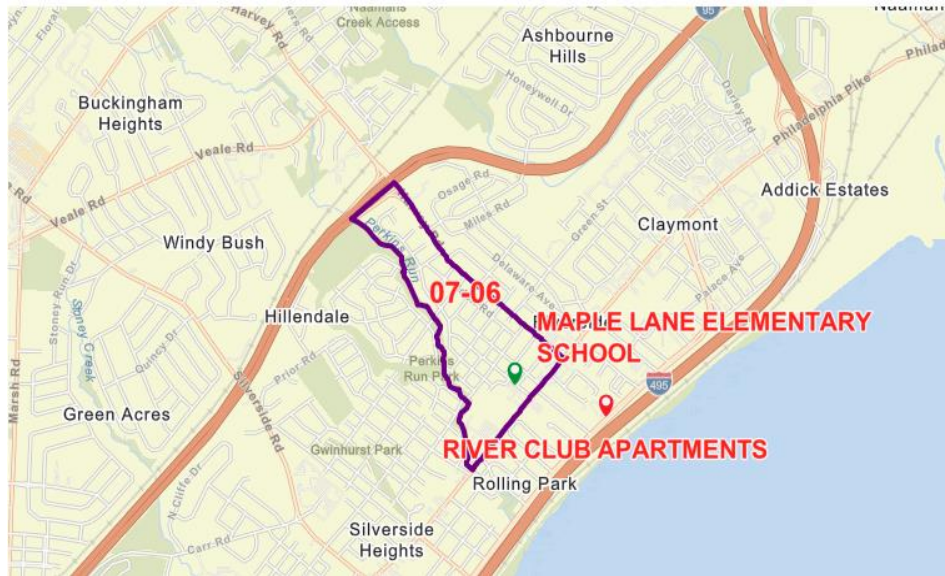 Naamans
Creek Access
Harvey Rd
95
Ashbourne
Hills
Honeywell Dr
Darley Rd
Philadelphia Pike
Buckingham
Heights
Veale Rd
Osage Rd
Miles Rd
Addick Estates
Veale Rd
Windy Bush
Perkins Run
Green St
Claymont
Stoney Run Dr
Delaware Ave
Palace Ave
07-06
Stoney Creek
Hillendale
MAPLE LANE ELEMENTARY
SCHOOL
Quincy Dr
Prior Rd
Perkins
Run Park
495
Marsh Rd
Silverside Rd
Green Acres
Gwinhurst Park
RIVER CLUB APARTMENTS
N Cliffe Dr
Rolling Park
Silverside
Heights
Carr Rd